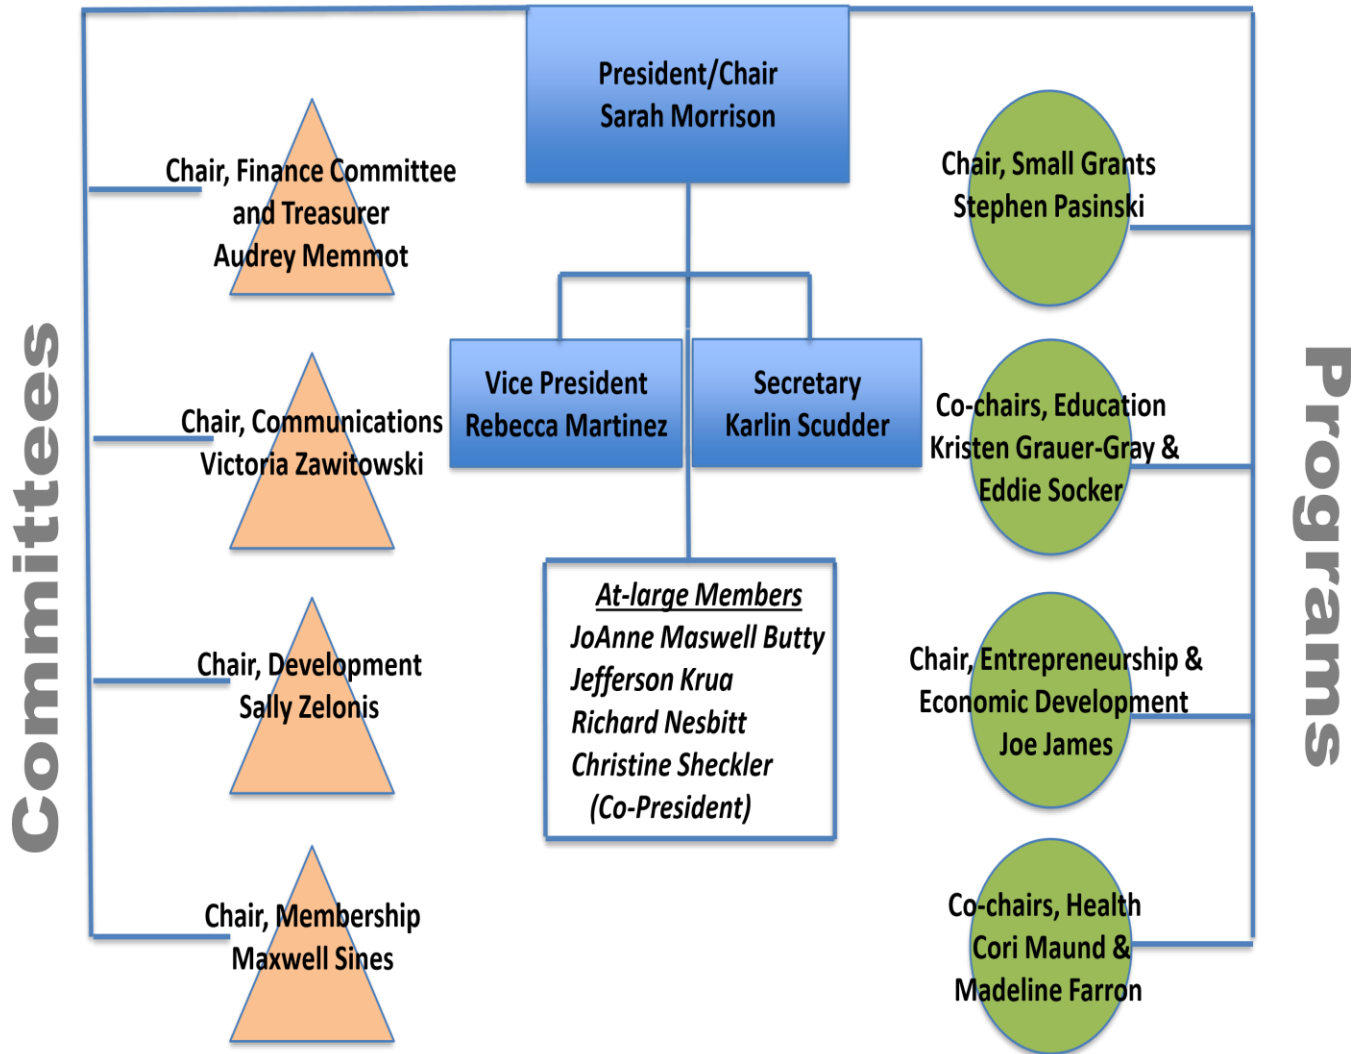 President/Chair
Sarah Morrison
Committees
Chair, Finance Committee
and Treasurer
Audrey Memmot
Chair, Communications
Victoria Zawitowski
Chair, Development
Sally Zelonis
Chair, Membership
Maxwell Sines
Vice President
Rebecca Martinez
Secretary
Karlin Scudder
At-large Members
JoAnne Maswell Butty
Jefferson Krua
Richard Nesbitt
Christine Sheckler
(Co-President)
Programs
Chair, Small Grants
Stephen Pasinski
Co-chairs, Education
Kristen Grauer-Gray &
Eddie Socker
Chair, Entrepreneurship &
Economic Development
Joe James
Co-chairs, Health
Cori Maund &
Madeline Farron